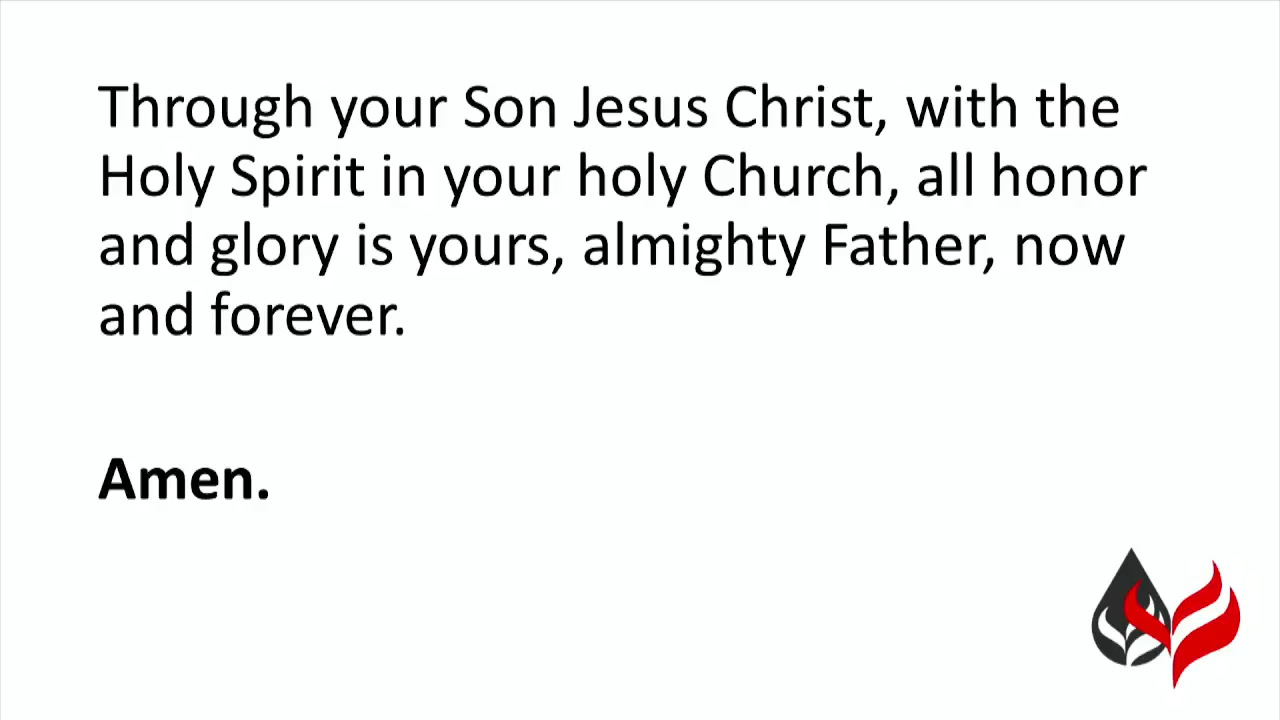 Through your Son Jesus Christ, with the
Holy Spirit in your holy Church, all honor
and glory is yours, almighty Father, now
and forever.
Amen.